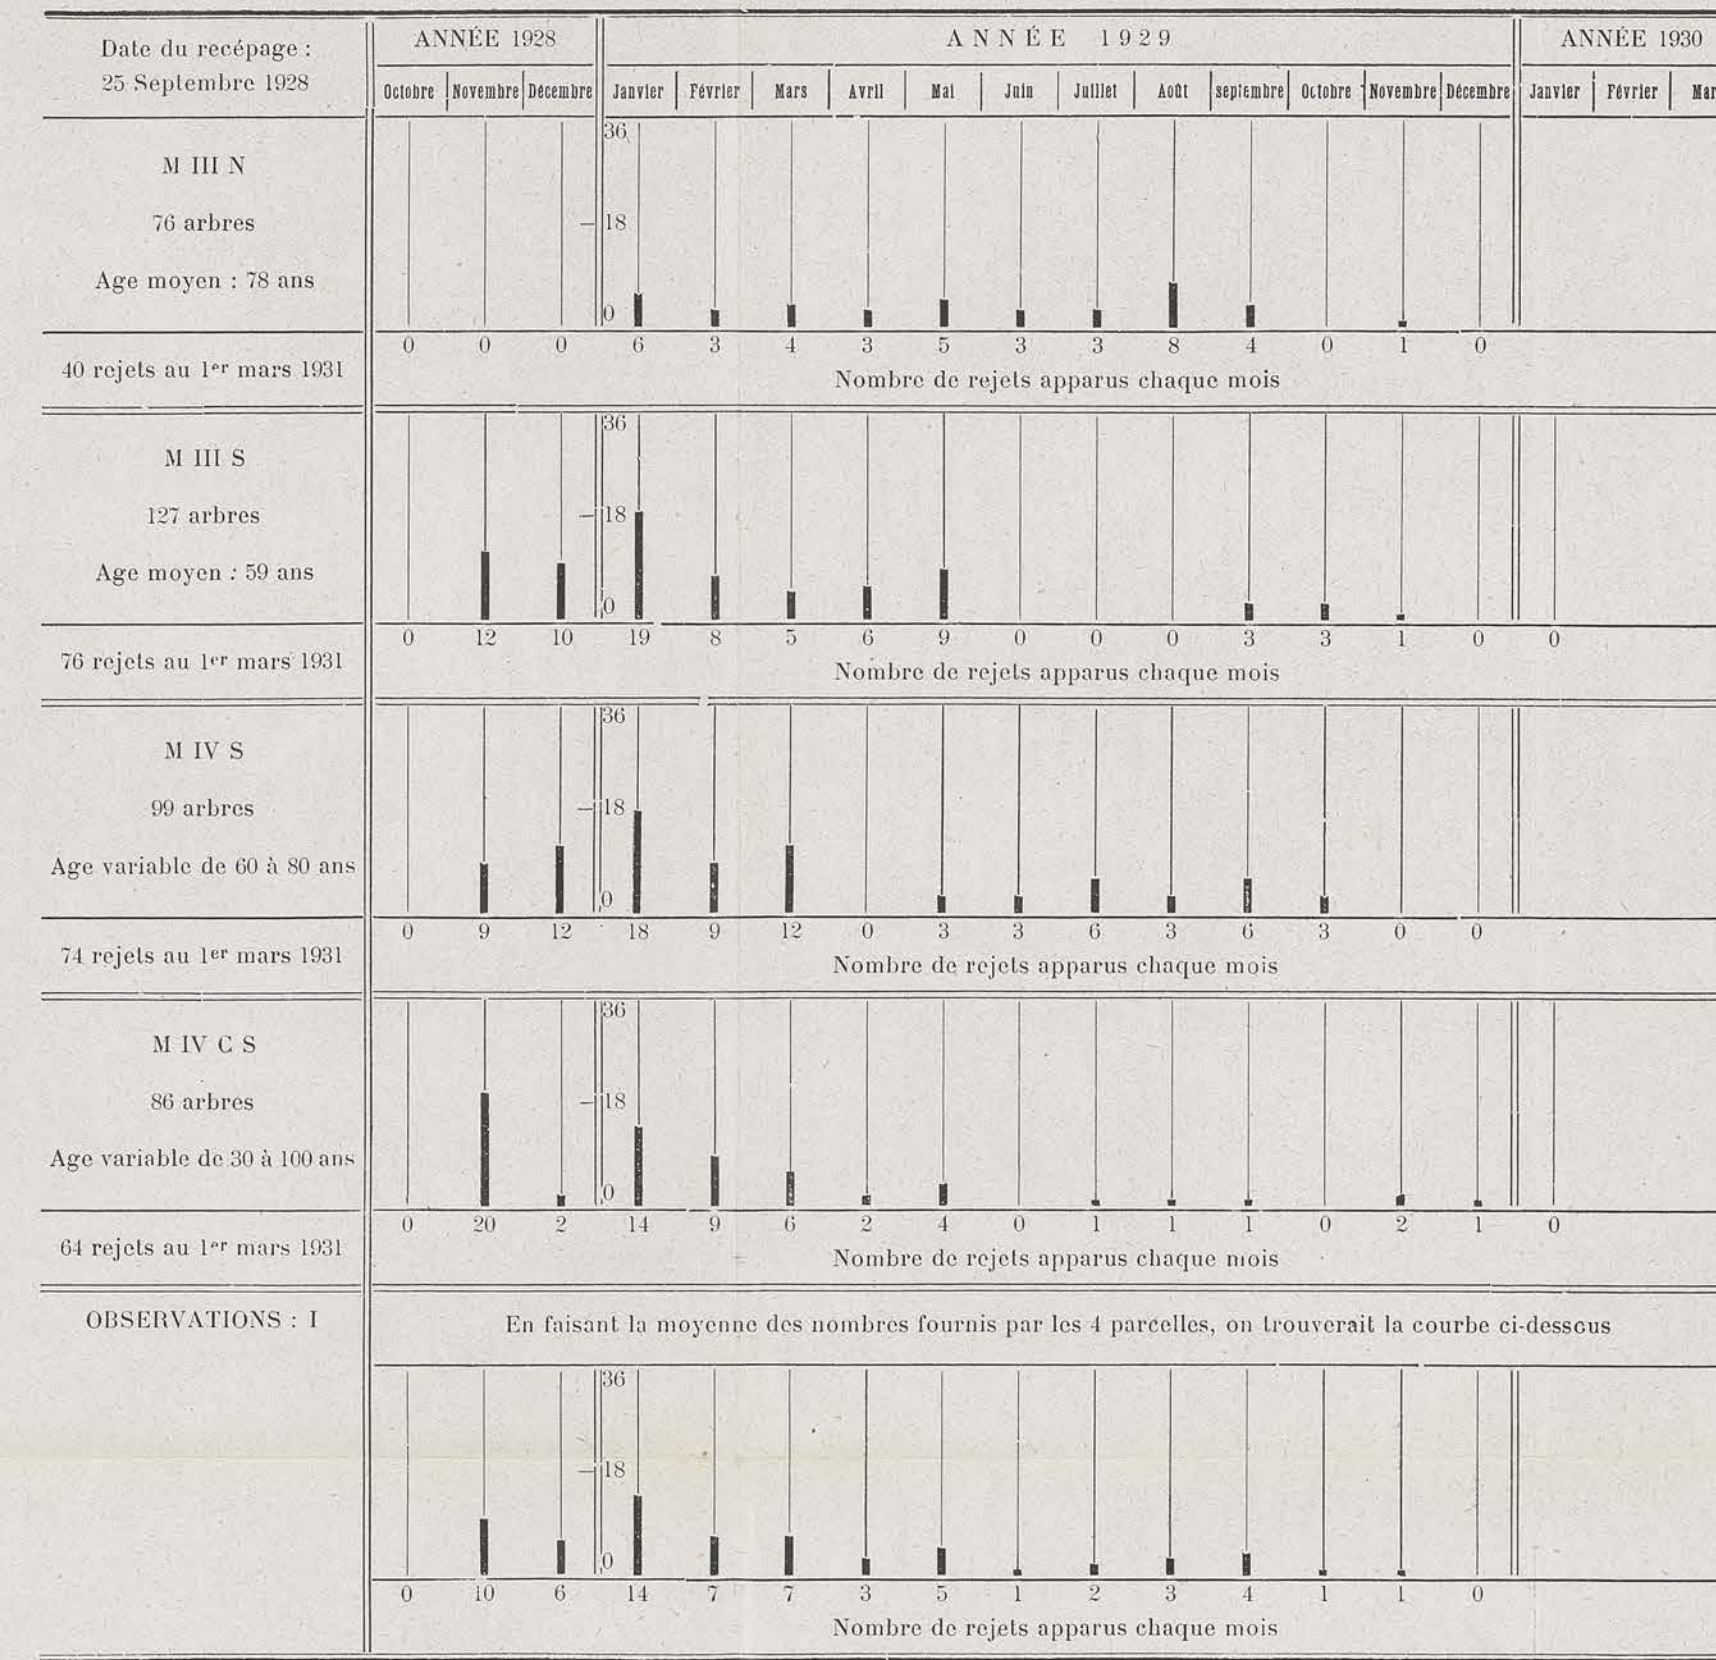 Date du recépage :
25 Septembre 1928
ANNÉE 1928
ANNÉE 1929
ANNÉE 1930
Octobre Novembre Décembre Janvier Février Mars Avril Mai Juin Juillet Août septembre Octobre Novembre Décembre Janvier Février
M III N
76 arbres
Age moyen : 78 ans
36
18
0
0 0 0 6 3 4 3 5 3 3 8 4 0 1 0
40 rejets au 1er mars 1931
Nombre de rejets apparus chaque mois
M III S
127 arbres
Age moyen : 59 ans
36
18
0
0 12 10 19 8 5 6 9 0 0 0 3 3 1 0 0
76 rejets au 1er mars 1931
Nombre de rejets apparus chaque mois
M IV S
99 arbres
Age variable de 60 à 80 ans
36
18
0
0 9 12 18 9 12 0 3 3 6 3 6 3 0 0
74 rejets au 1er mars 1931
Nombre de rejets apparus chaque mois
M IV C S
86 arbres
Age variable de 30 à 100 ans
36
18
0
0 20 2 14 9 6 2 4 0 1 1 1 0 2 1 0
64 rejets au 1er mars 1931
Nombre de rejets apparus chaque mois
OBSERVATIONS : I
En faisant la moyenne des nombres fournis par les 4 parcelles, on trouverait la courbe ci-dessous
36
18
0
0 10 6 14 7 7 3 5 1 2 3 4 1 1 0
Nombre de rejets apparus chaque mois